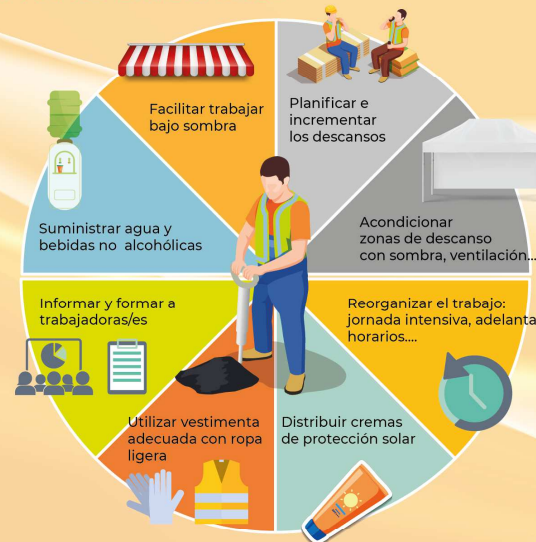 Facilitar trabajar
bajo sombra
Planificar e
incrementar
los descansos
Suministrar agua y
bebidas no alcohólicas
Acondicionar
zonas de descanso
con sombra, ventilación...
Informar y formar a
trabajadoras/es
Reorganizar el trabajo:
jornada intensiva, adelanta
horarios....
Utilizar vestimenta
adecuada con ropa
ligera
Distribuir cremas
de protección solar